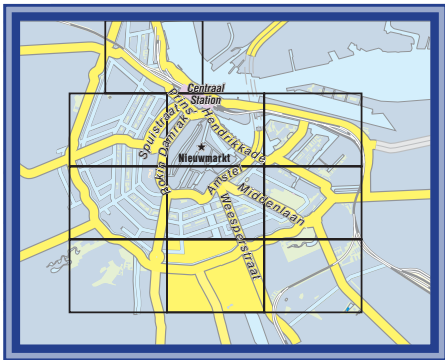 Centraal
Station
Prins
Hendrikkade
Spuistraat
Damrak
Rokin
Nieuwmarkt
Amstel
Middenlaan
Weesperstraat